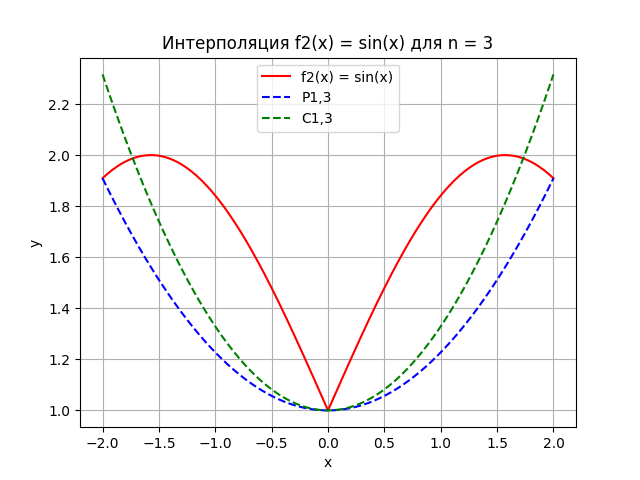 Интерполяция f2(x) = sin(x) для n = 3
f2(x) = sin(x)
P1,3
C1,3
2.2
2.0
1.8
1.6
1.4
1.2
1.0
y
−2.0 −1.5 −1.0 −0.5 0.0 0.5 1.0 1.5 2.0
x